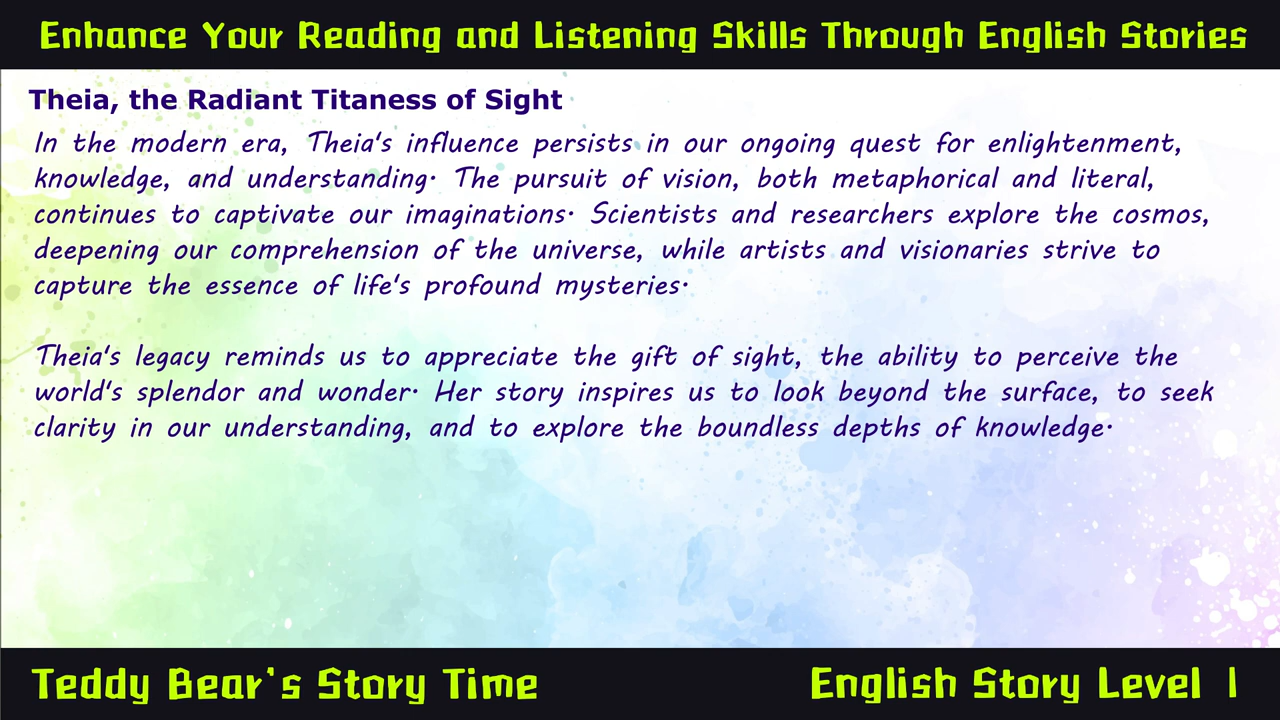 Enhance Your Reading and Listening Skills Through English Stories
Theia, the Radiant Titaness of Sight
In the modern era, Theia's influence persists in our ongoing quest for enlightenment,
knowledge, and understanding. The pursuit of vision, both metaphorical and literal,
continues to captivate our imaginations. Scientists and researchers explore the cosmos,
deepening our comprehension of the universe, while artists and visionaries strive to
capture the essence of life's profound mysteries.
Theia's legacy reminds us to appreciate the gift of sight, the ability to perceive the
world's splendor and wonder. Her story inspires us to look beyond the surface, to seek
clarity in our understanding, and to explore the boundless depths of knowledge.
Teddy Bear's Story Time
English Story Level 1